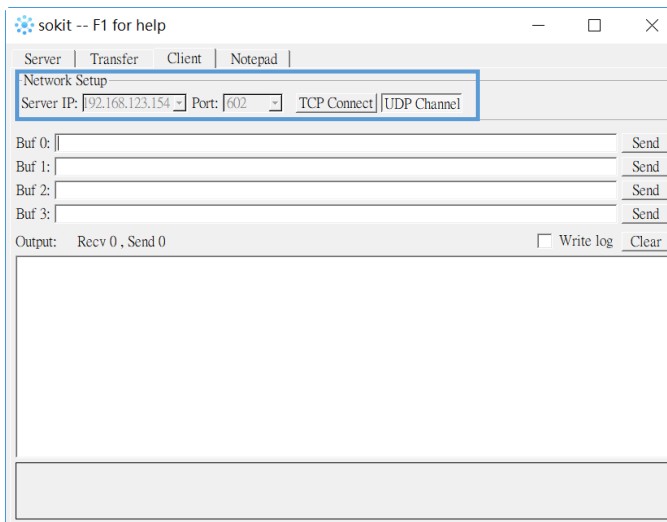 sokit -- F1 for help
Server Transfer Client Notepad
Network Setup
Server IP: 192.168.123.154 Port: 602 TCP Connect UDP Channel
Buf 0: Send
Buf 1: Send
Buf 2: Send
Buf 3: Send
Output: Recv 0 , Send 0 Write log Clear